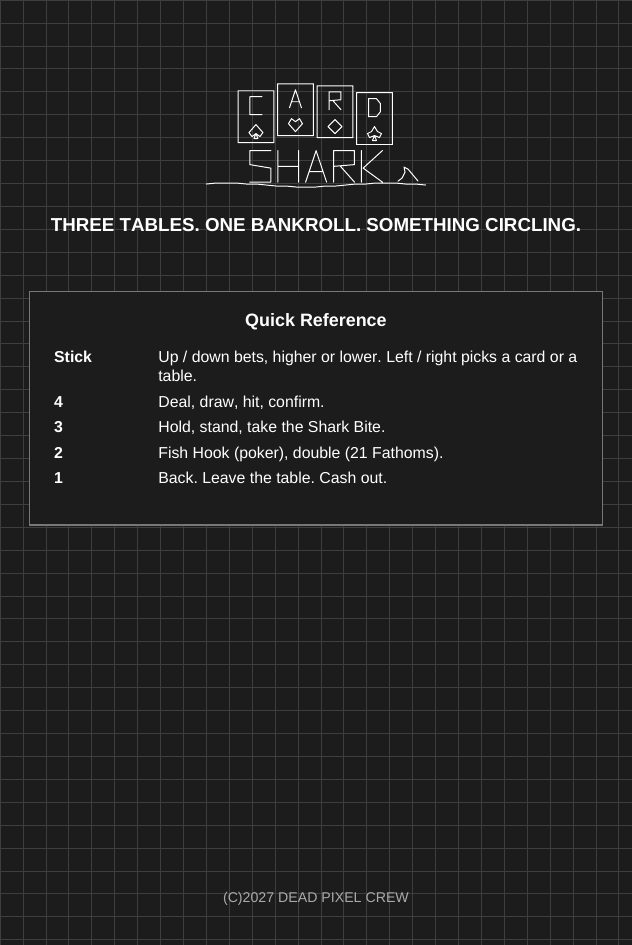 CARD
SHARK
THREE TABLES. ONE BANKROLL. SOMETHING CIRCLING.
Quick Reference
Stick Up / down bets, higher or lower. Left / right picks a card or a
table.
4 Deal, draw, hit, confirm.
3 Hold, stand, take the Shark Bite.
2 Fish Hook (poker), double (21 Fathoms).
1 Back. Leave the table. Cash out.
(C)2027 DEAD PIXEL CREW